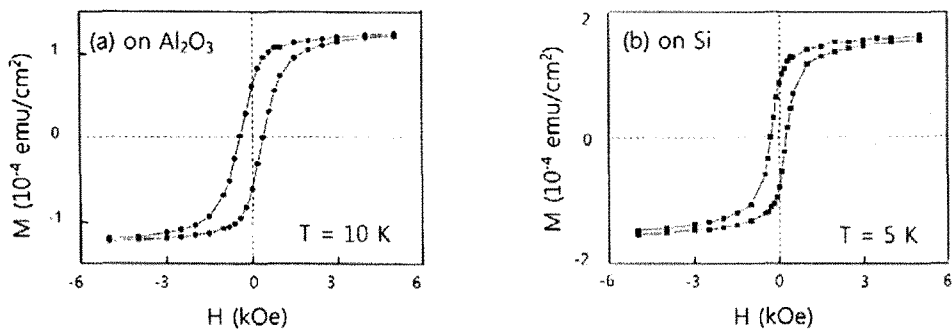 (a) on Al₂O₃
M (10⁻⁴ emu/cm²)
1
0
-1
T = 10 K
-6
-3
0
3
6
H (kOe)
(b) on Si
M (10⁻⁴ emu/cm²)
2
0
-2
T = 5 K
-6
-3
0
3
6
H (kOe)